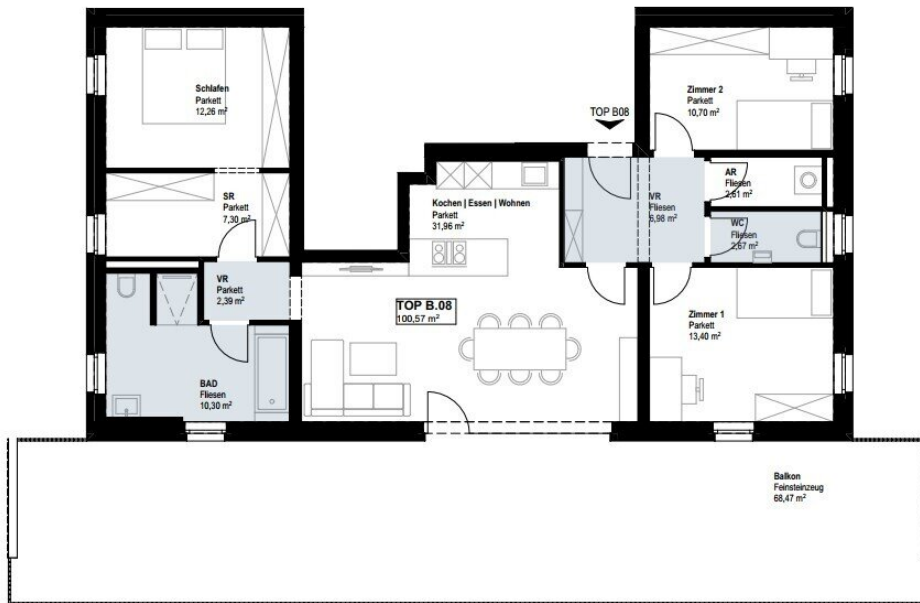 Schlafen
Parkett
12,26 m²
TOP B08
Zimmer 2
Parkett
10,70 m²
SR
Parkett
7,30 m²
Kochen | Essen | Wohnen
Parkett
31,96 m²
VR
Fliesen
6,98 m²
AR
Fliesen
2,61 m²
WC
Fliesen
2,67 m²
VR
Parkett
2,39 m²
TOP B.08
100,57 m²
Zimmer 1
Parkett
13,40 m²
BAD
Fliesen
10,30 m²
Balkon
Feinsteinzeug
68,47 m²